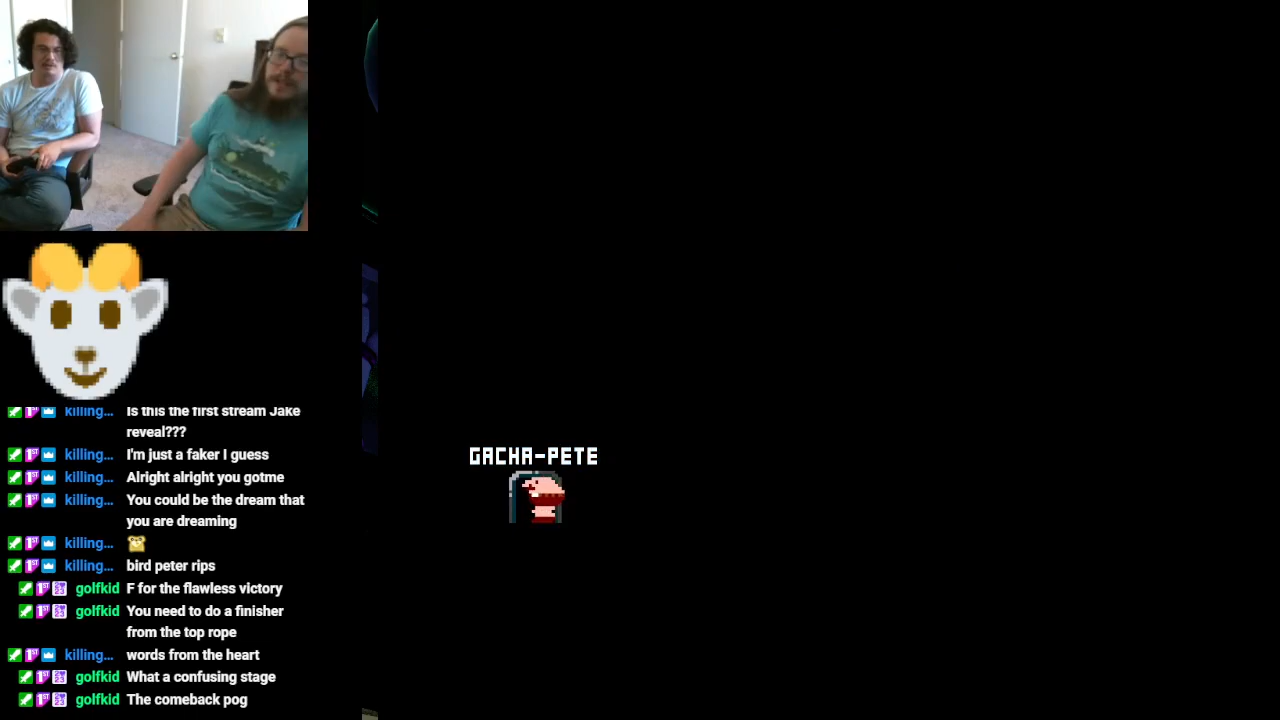 killing... Is this the first stream Jake
reveal???
killing... I'm just a faker I guess
killing... Alright alright you gotme
killing... You could be the dream that
you are dreaming
killing...
killing... bird peter rips
golfkid F for the flawless victory
golfkid You need to do a finisher
from the top rope
killing... words from the heart
golfkid What a confusing stage
golfkid The comeback pog
GACHA-PETE